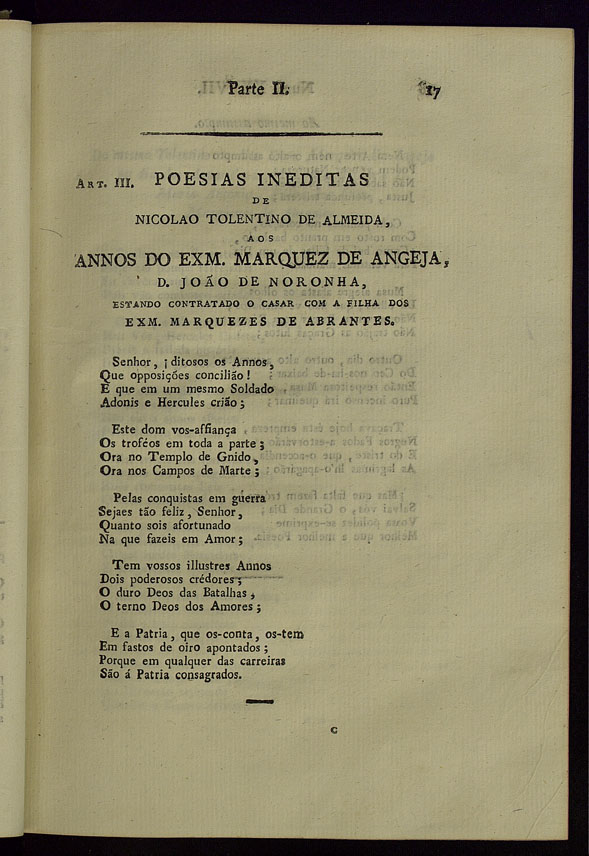 Parte II. 17
ART. III. POESIAS INEDITAS
DE
NICOLAO TOLENTINO DE ALMEIDA,
AOS
ANNOS DO EXM. MARQUEZ DE ANGEJA,
D. JOÃO DE NORONHA,
ESTANDO CONTRATADO O CASAR COM A FILHA DOS
EXM. MARQUEZES DE ABRANTES.
Senhor, ¡ ditosos os Annos,
Que opposições concilião!
E que em um mesmo Soldado
Adonis e Hercules crião;
Este dom vos-affiança
Os troféos em toda a parte;
Ora no Templo de Gnido,
Ora nos Campos de Marte;
Pelas conquistas em guerra
Sejaes tão feliz, Senhor,
Quanto sois afortunado
Na que fazeis em Amor;
Tem vossos illustres Annos
Dois poderosos crédores;
O duro Deos das Batalhas,
O terno Deos dos Amores;
E a Patria, que os-conta, os-tem
Em fastos de oiro apontados;
Porque em qualquer das carreiras
São á Patria consagrados.
C